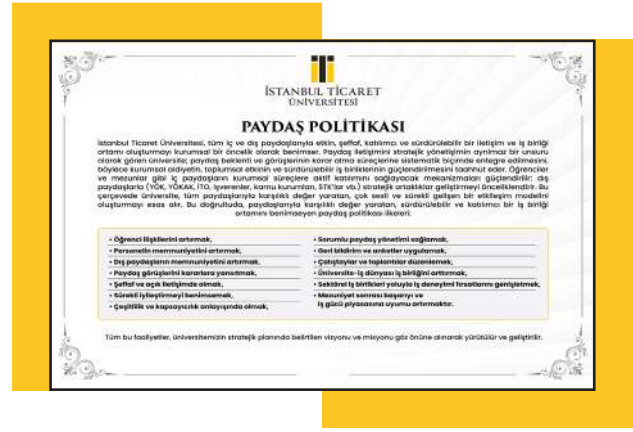 İSTANBUL TİCARET
ÜNİVERSİTESİ
PAYDAŞ POLİTİKASI
İstanbul Ticaret Üniversitesi, tüm iç ve dış paydaşlarıyla etkin, şeffaf, katılımcı ve sürdürülebilir bir iletişim ve iş birliği
ortamı oluşturmayı kurumsal bir öncelik olarak benimser. Paydaş iletişimini stratejik yönetişimin ayrılmaz bir unsuru
olarak gören üniversite; paydaş beklenti ve görüşlerinin karar alma süreçlerine sistematik biçimde entegre edilmesini,
böylece kurumsal aidiyetin, toplumsal etkinin ve sürdürülebilir iş birliklerinin güçlendirilmesini taahhüt eder. Öğrenciler
ve mezunlar gibi iç paydaşların kurumsal süreçlere aktif katılımını sağlayacak mekanizmaları güçlendirilir; dış
paydaşlarla (YÖK, YÖKAK, İTO, işverenler, kamu kurumları, STK'lar vb.) stratejik ortaklıklar geliştirmeyi önceliklendirir. Bu
çerçevede üniversite, tüm paydaşlarıyla karşılıklı değer yaratan, çok sesli ve sürekli gelişen bir etkileşim modelini
oluşturmayı esas alır. Bu doğrultuda, paydaşlarıyla karşılıklı değer yaratan, sürdürülebilir ve katılımcı bir iş birliği
ortamını benimseyen paydaş politikası ilkeleri:
• Öğrenci ilişkilerini artırmak,
• Personelin memnuniyetini artırmak,
• Dış paydaşların memnuniyetini artırmak,
• Paydaş görüşlerini kararlara yansıtmak,
• Şeffaf ve açık iletişimde olmak,
• Sürekli iyileştirmeyi benimsemek,
• Çeşitlilik ve kapsayıcılık anlayışında olmak,
• Sorumlu paydaş yönetimi sağlamak,
• Geri bildirim ve anketler uygulamak,
• Çalıştaylar ve toplantılar düzenlemek,
• Üniversite-iş dünyası iş birliğini arttırmak,
• Sektörel iş birlikleri yoluyla iş deneyimi fırsatlarını genişletmek,
• Mezuniyet sonrası başarıyı ve
iş gücü piyasasına uyumu artırmaktır.
Tüm bu faaliyetler, üniversitemizin stratejik planında belirtilen vizyonu ve misyonu göz önüne alınarak yürütülür ve geliştirilir.